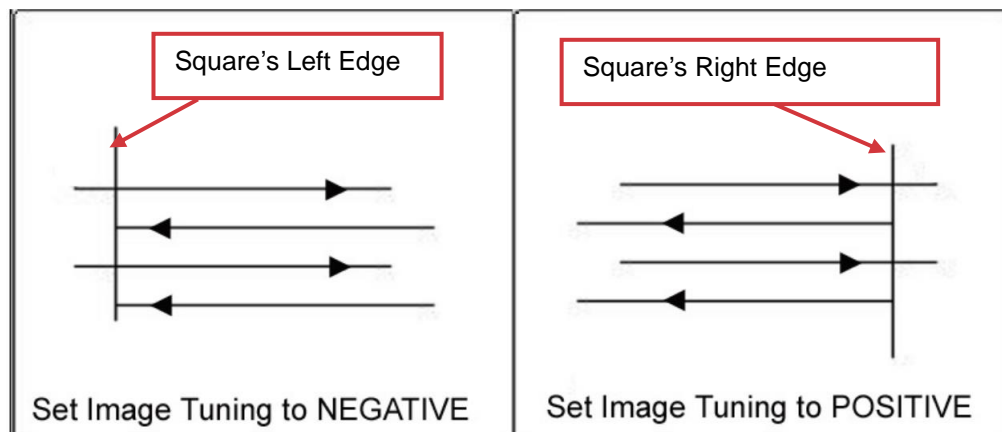 Square’s Left Edge
Square’s Right Edge
Set Image Tuning to NEGATIVE
Set Image Tuning to POSITIVE